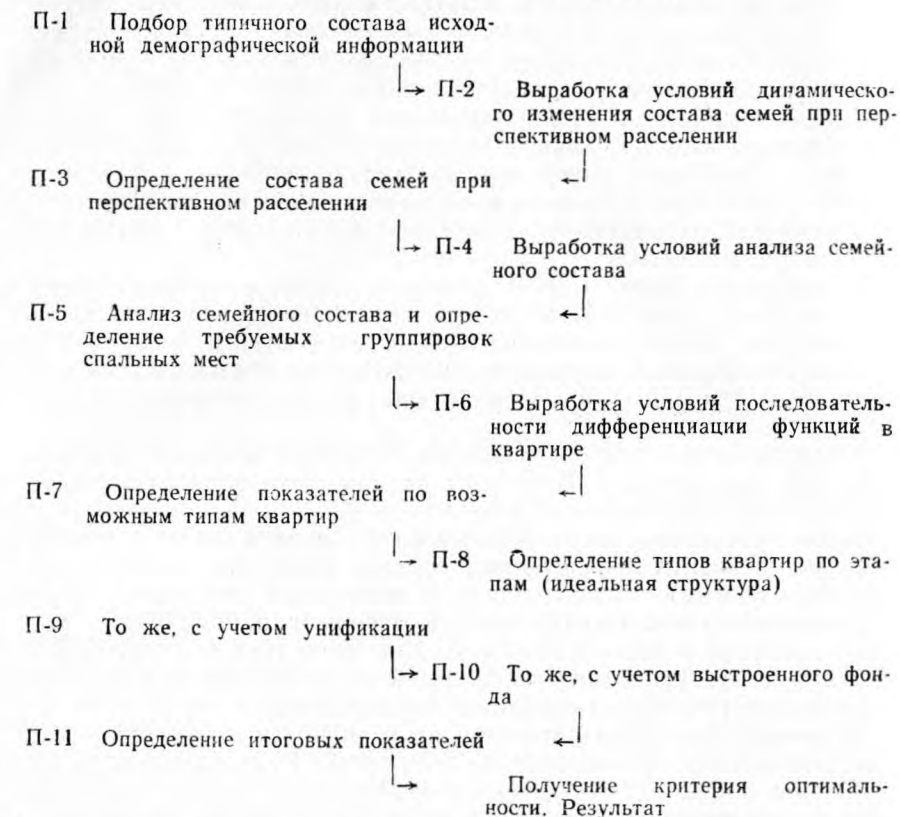 П-1 Подбор типичного состава исход-
ной демографической информации
→ П-2 Выработка условий динамическо-
го изменения состава семей при пер-
спективном расселении
П-3 Определение состава семей при ←
перспективном расселении
→ П-4 Выработка условий анализа семей-
ного состава
П-5 Анализ семейного состава и опре- ←
деление требуемых группировок
спальных мест
→ П-6 Выработка условий последователь-
ности дифференциации функций в
квартире
П-7 Определение показателей по воз- ←
можным типам квартир
→ П-8 Определение типов квартир по эта-
пам (идеальная структура)
П-9 То же, с учетом унификации
→ П-10 То же, с учетом выстроенного фон-
да
П-11 Определение итоговых показателей ←
→ Получение критерия оптималь-
ности. Результат